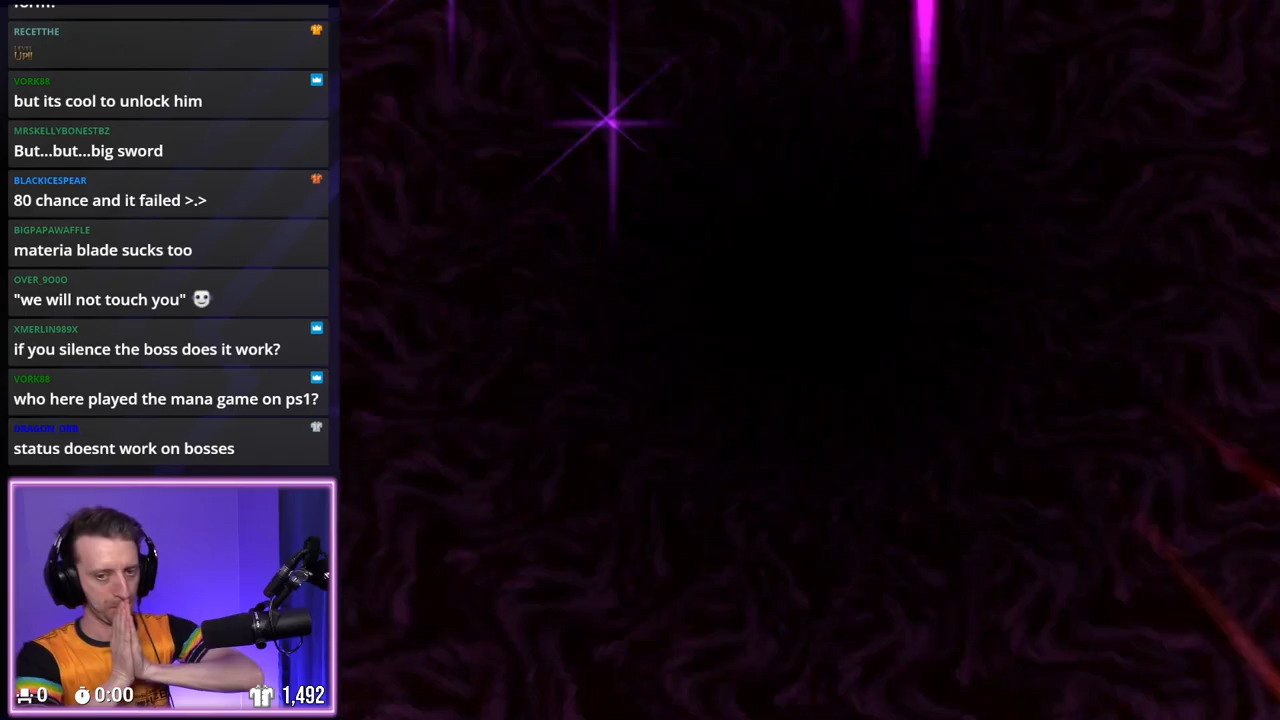 RECETTHE
UP!!
VORK88
but its cool to unlock him
MRSKELLYBONESTBZ
But...but...big sword
BLACKICESPEAR
80 chance and it failed >.>
BIGPAPAWAFFLE
materia blade sucks too
OVER_9000
"we will not touch you"
XMERLIN989X
if you silence the boss does it work?
VORK88
who here played the mana game on ps1?
DRAGON_ORB
status doesnt work on bosses
0 0:00 1,492